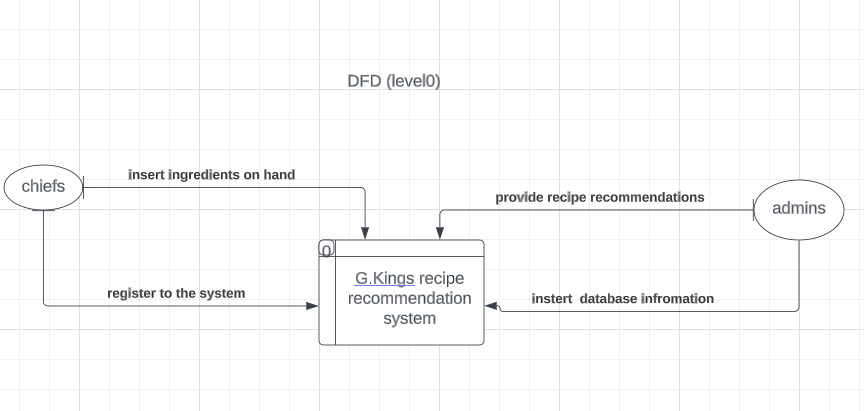 DFD (level0)
insert ingredients on hand
chiefs
provide recipe recommendations
admins
0
G.Kings recipe
recommendation
system
register to the system
instert  database infromation